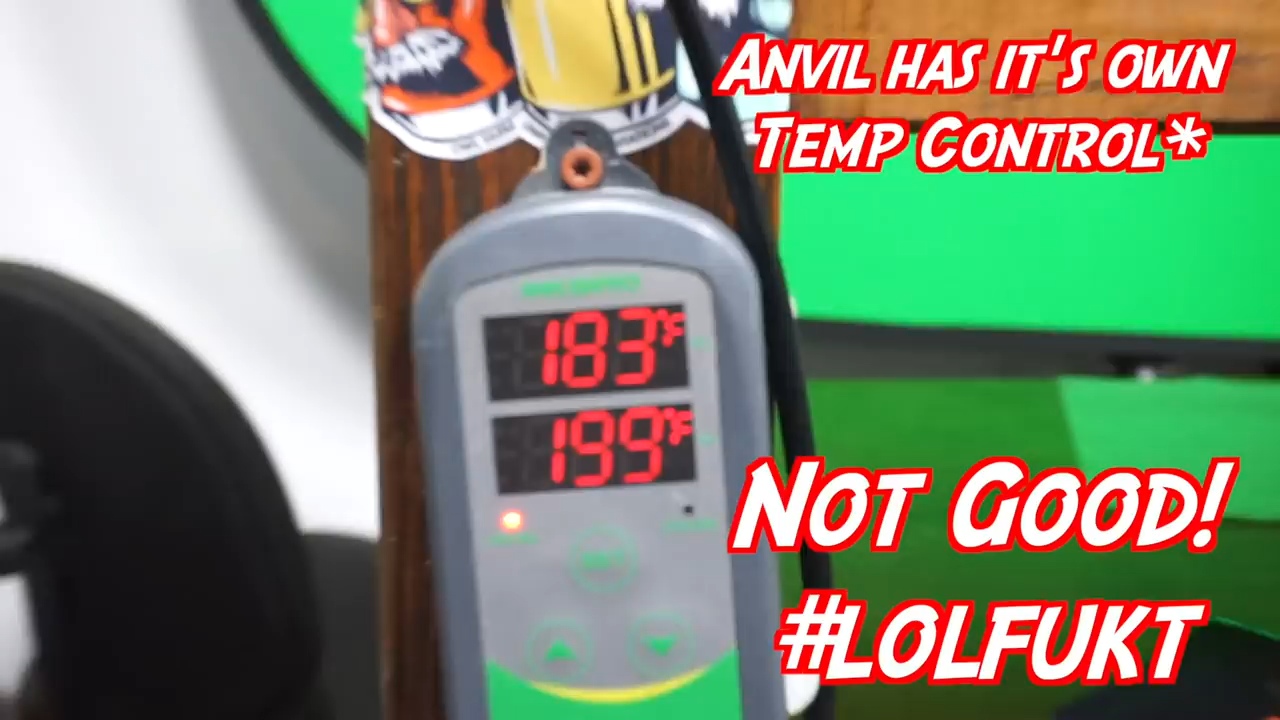 ANVIL HAS IT'S OWN
TEMP CONTROL*
183°F
199°F
NOT GOOD!
#LOLFUKT